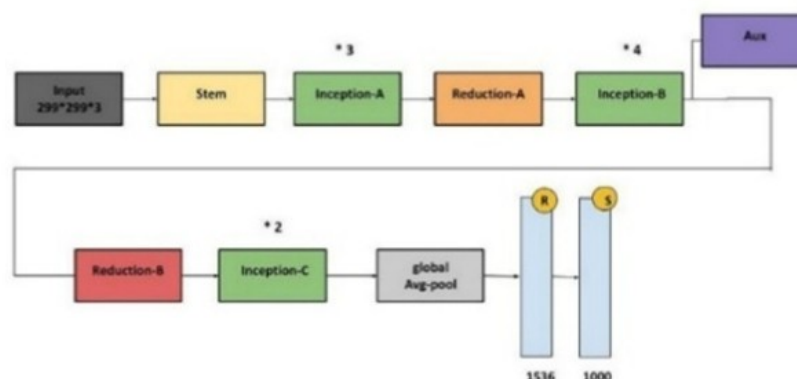 Aux
* 3
* 4
Input
299*299*3
Stem
Inception-A
Reduction-A
Inception-B
* 2
Reduction-B
Inception-C
global
Avg-pool
R
S
1536
1000